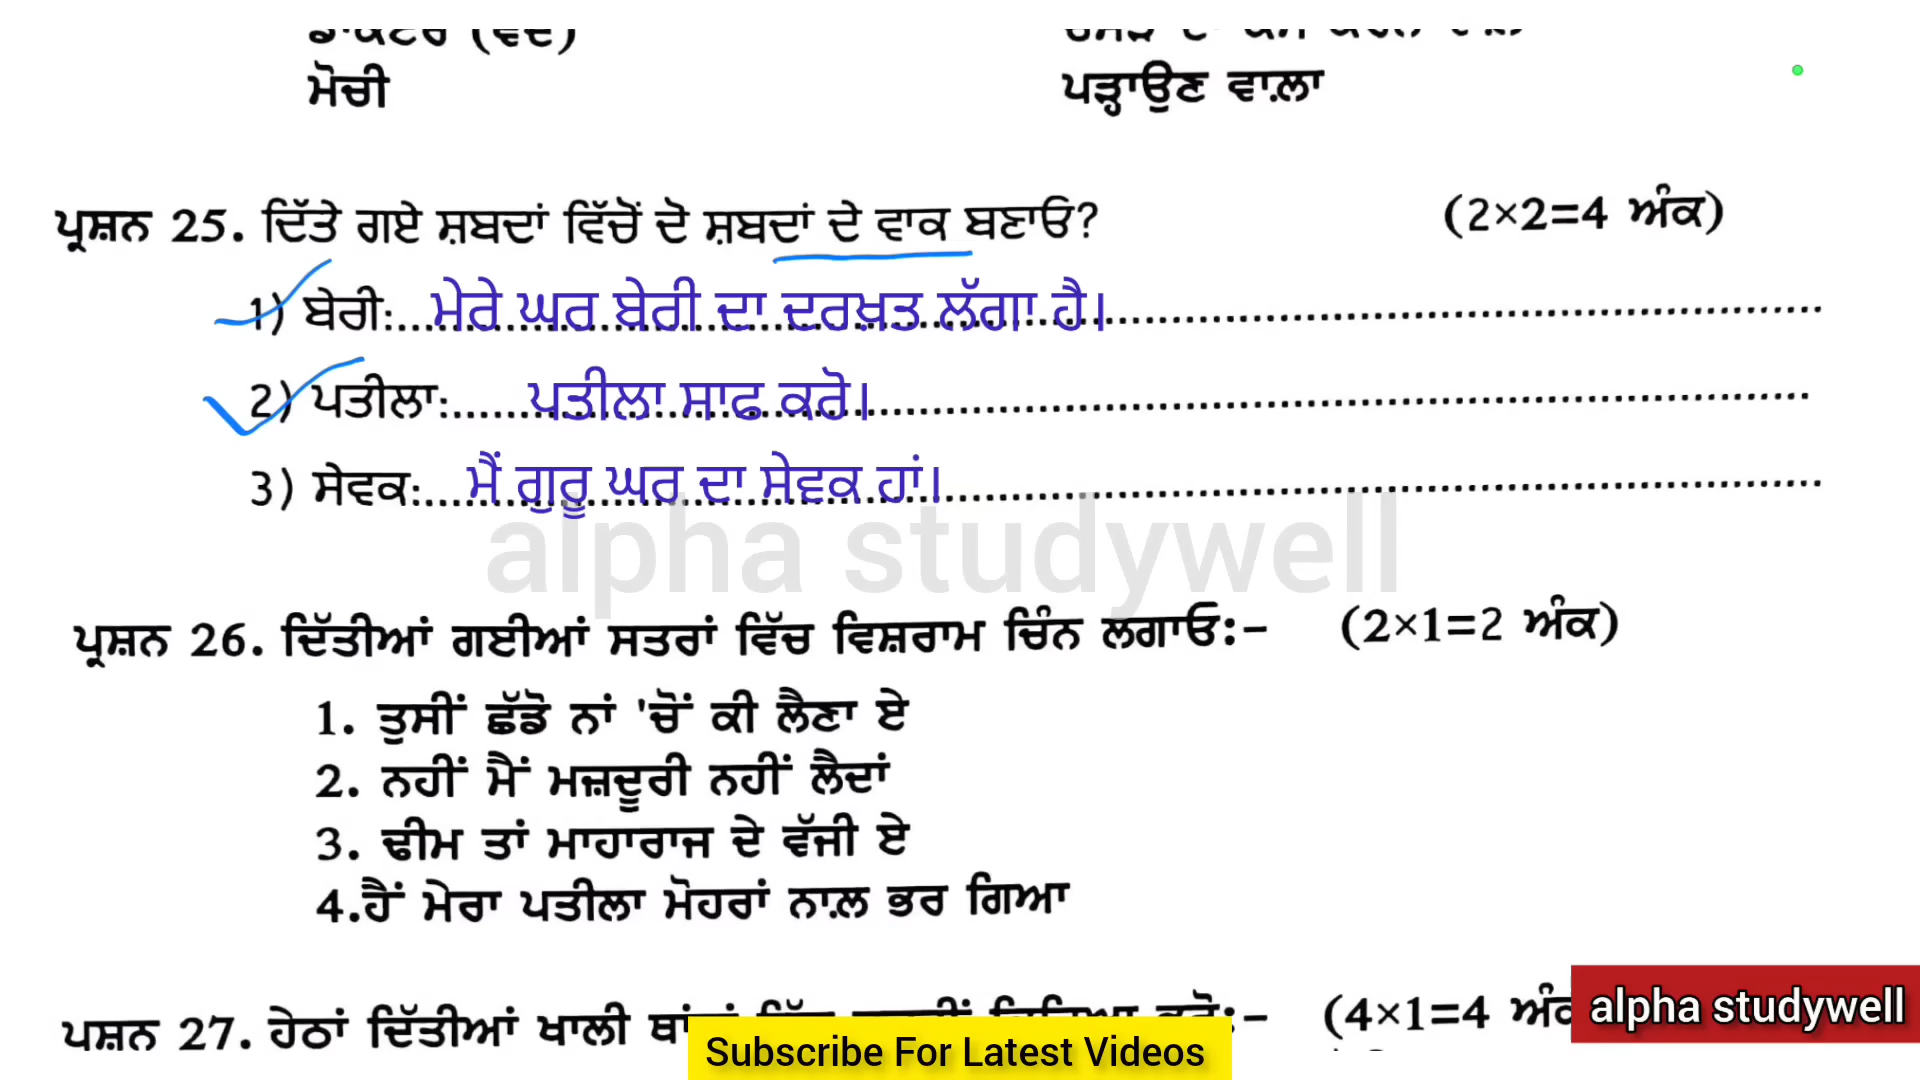 ਡਾਕਟਰ (ਵੈਦ)
ਮੋਚੀ
ਪੜ੍ਹਾਉਣ ਵਾਲ਼ਾ
ਪ੍ਰਸ਼ਨ 25. ਦਿੱਤੇ ਗਏ ਸ਼ਬਦਾਂ ਵਿੱਚੋਂ ਦੋ ਸ਼ਬਦਾਂ ਦੇ ਵਾਕ ਬਣਾਓ? (2×2=4 ਅੰਕ)
1) ਬੇਰੀ: ਮੇਰੇ ਘਰ ਬੇਰੀ ਦਾ ਦਰਖ਼ਤ ਲੱਗਾ ਹੈ।
2) ਪਤੀਲਾ: ਪਤੀਲਾ ਸਾਫ ਕਰੋ।
3) ਸੇਵਕ: ਮੈਂ ਗੁਰੂ ਘਰ ਦਾ ਸੇਵਕ ਹਾਂ।
alpha studywell
ਪ੍ਰਸ਼ਨ 26. ਦਿੱਤੀਆਂ ਗਈਆਂ ਸਤਰਾਂ ਵਿੱਚ ਵਿਸ਼ਰਾਮ ਚਿੰਨ ਲਗਾਓ:- (2×1=2 ਅੰਕ)
1. ਤੁਸੀਂ ਛੱਡੋ ਨਾਂ 'ਚੋਂ ਕੀ ਲੈਣਾ ਏ
2. ਨਹੀਂ ਮੈਂ ਮਜ਼ਦੂਰੀ ਨਹੀਂ ਲੈਂਦਾਂ
3. ਢੀਮ ਤਾਂ ਮਾਹਾਰਾਜ ਦੇ ਵੱਜੀ ਏ
4.ਹੈਂ ਮੇਰਾ ਪਤੀਲਾ ਮੋਹਰਾਂ ਨਾਲ਼ ਭਰ ਗਿਆ
ਪ੍ਰਸ਼ਨ 27. ਹੇਠਾਂ ਦਿੱਤੀਆਂ ਖਾਲੀ :- (4×1=4 ਅੰਕ
alpha studywell
Subscribe For Latest Videos